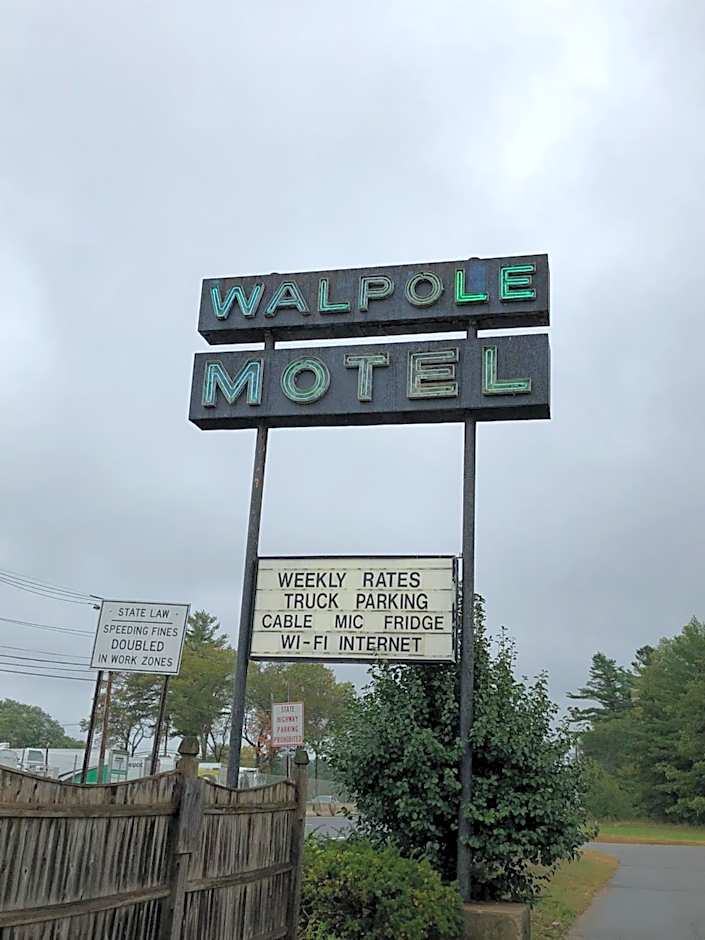 WALPOLE
MOTEL
WEEKLY RATES
TRUCK PARKING
CABLE MIC FRIDGE
WI-FI INTERNET
STATE LAW
SPEEDING FINES
DOUBLED
IN WORK ZONES
STATE
HIGHWAY
PARKING
PROHIBITED